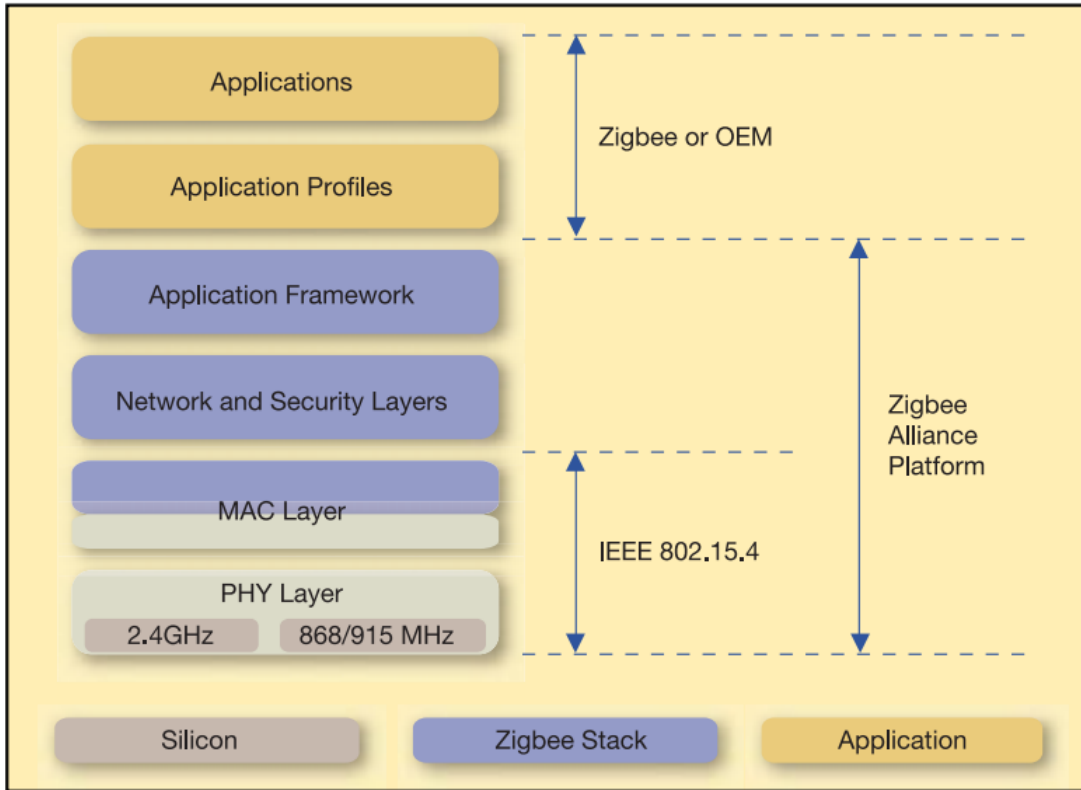 Applications
Zigbee or OEM
Application Profiles
Application Framework
Network and Security Layers
Zigbee
Alliance
Platform
MAC Layer
IEEE 802.15.4
PHY Layer
2.4GHz
868/915 MHz
Silicon
Zigbee Stack
Application